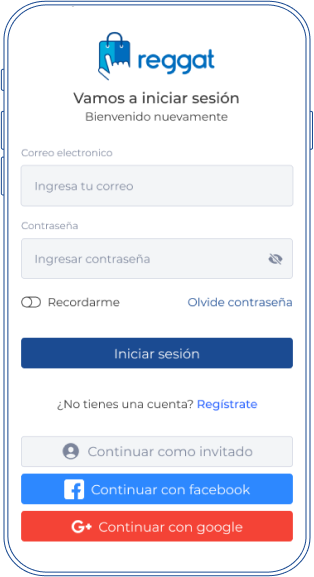 reggat
Vamos a iniciar sesión
Bienvenido nuevamente
Correo electronico
Ingresa tu correo
Contraseña
Ingresar contraseña
Recordarme Olvide contraseña
Iniciar sesión
¿No tienes una cuenta? Regístrate
Continuar como invitado
Continuar con facebook
G+ Continuar con google